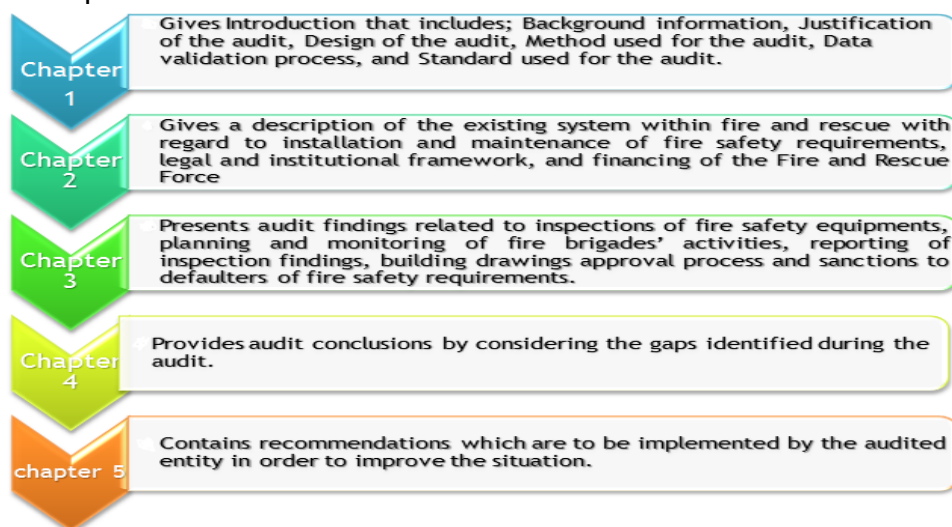 Gives Introduction that includes; Background information, Justification
of the audit, Design of the audit, Method used for the audit, Data
validation process, and Standard used for the audit.
Chapter
1
Gives a description of the existing system within fire and rescue with
regard to installation and maintenance of fire safety requirements,
legal and institutional framework, and financing of the Fire and Rescue
Force
Chapter
2
Presents audit findings related to inspections of fire safety equipments,
planning and monitoring of fire brigades’ activities, reporting of
inspection findings, building drawings approval process and sanctions to
defaulters of fire safety requirements.
Chapter
3
Provides audit conclusions by considering the gaps identified during the
audit.
Chapter
4
Contains recommendations which are to be implemented by the audited
entity in order to improve the situation.
chapter 5